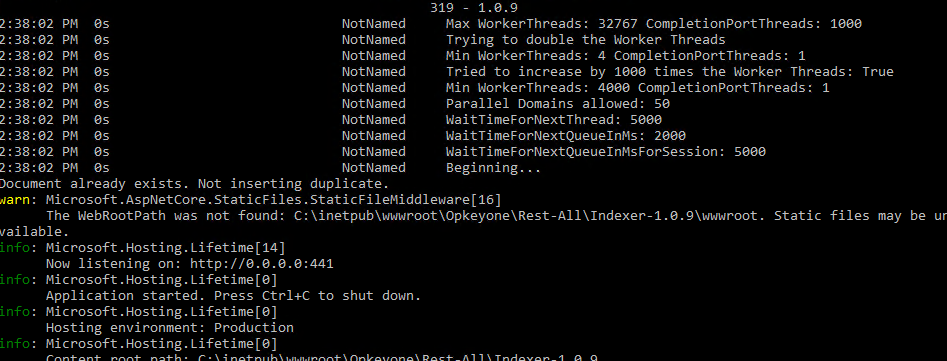 319 - 1.0.9
2:38:02 PM 0s NotNamed Max WorkerThreads: 32767 CompletionPortThreads: 1000
2:38:02 PM 0s NotNamed Trying to double the Worker Threads
2:38:02 PM 0s NotNamed Min WorkerThreads: 4 CompletionPortThreads: 1
2:38:02 PM 0s NotNamed Tried to increase by 1000 times the Worker Threads: True
2:38:02 PM 0s NotNamed Min WorkerThreads: 4000 CompletionPortThreads: 1
2:38:02 PM 0s NotNamed Parallel Domains allowed: 50
2:38:02 PM 0s NotNamed WaitTimeForNextThread: 5000
2:38:02 PM 0s NotNamed WaitTimeForNextQueueInMs: 2000
2:38:02 PM 0s NotNamed WaitTimeForNextQueueInMsForSession: 5000
2:38:02 PM 0s NotNamed Beginning...
Document already exists. Not inserting duplicate.
warn: Microsoft.AspNetCore.StaticFiles.StaticFileMiddleware[16]
The WebRootPath was not found: C:\inetpub\wwwroot\Opkeyone\Rest-All\Indexer-1.0.9\wwwroot. Static files may be un
vailable.
info: Microsoft.Hosting.Lifetime[14]
Now listening on: http://0.0.0.0:441
info: Microsoft.Hosting.Lifetime[0]
Application started. Press Ctrl+C to shut down.
info: Microsoft.Hosting.Lifetime[0]
Hosting environment: Production
info: Microsoft.Hosting.Lifetime[0]
Content root path: C:\inetpub\wwwroot\Opkeyone\Rest-All\Indexer-1.0.9